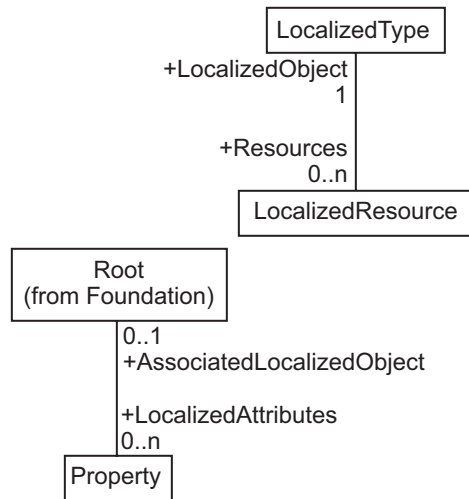 LocalizedType
+LocalizedObject
1
+Resources
0..n
LocalizedResource
Root
(from Foundation)
0..1
+AssociatedLocalizedObject
+LocalizedAttributes
0..n
Property